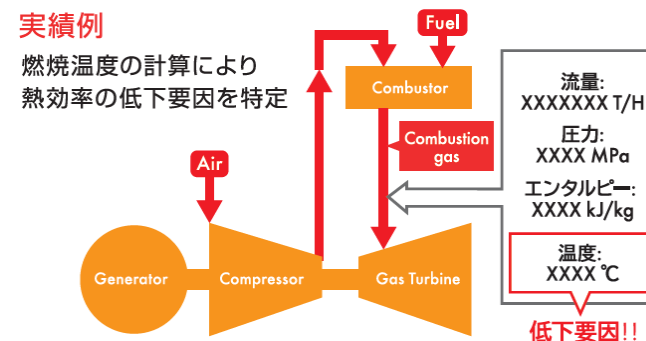 実績例
燃焼温度の計算により
熱効率の低下要因を特定
Fuel
Combustor
Combustion
gas
Air
Generator
Compressor
Gas Turbine
流量:
XXXXXXX T/H
圧力:
XXXX MPa
エンタルピー:
XXXX kJ/kg
温度:
XXXX ℃
低下要因!!